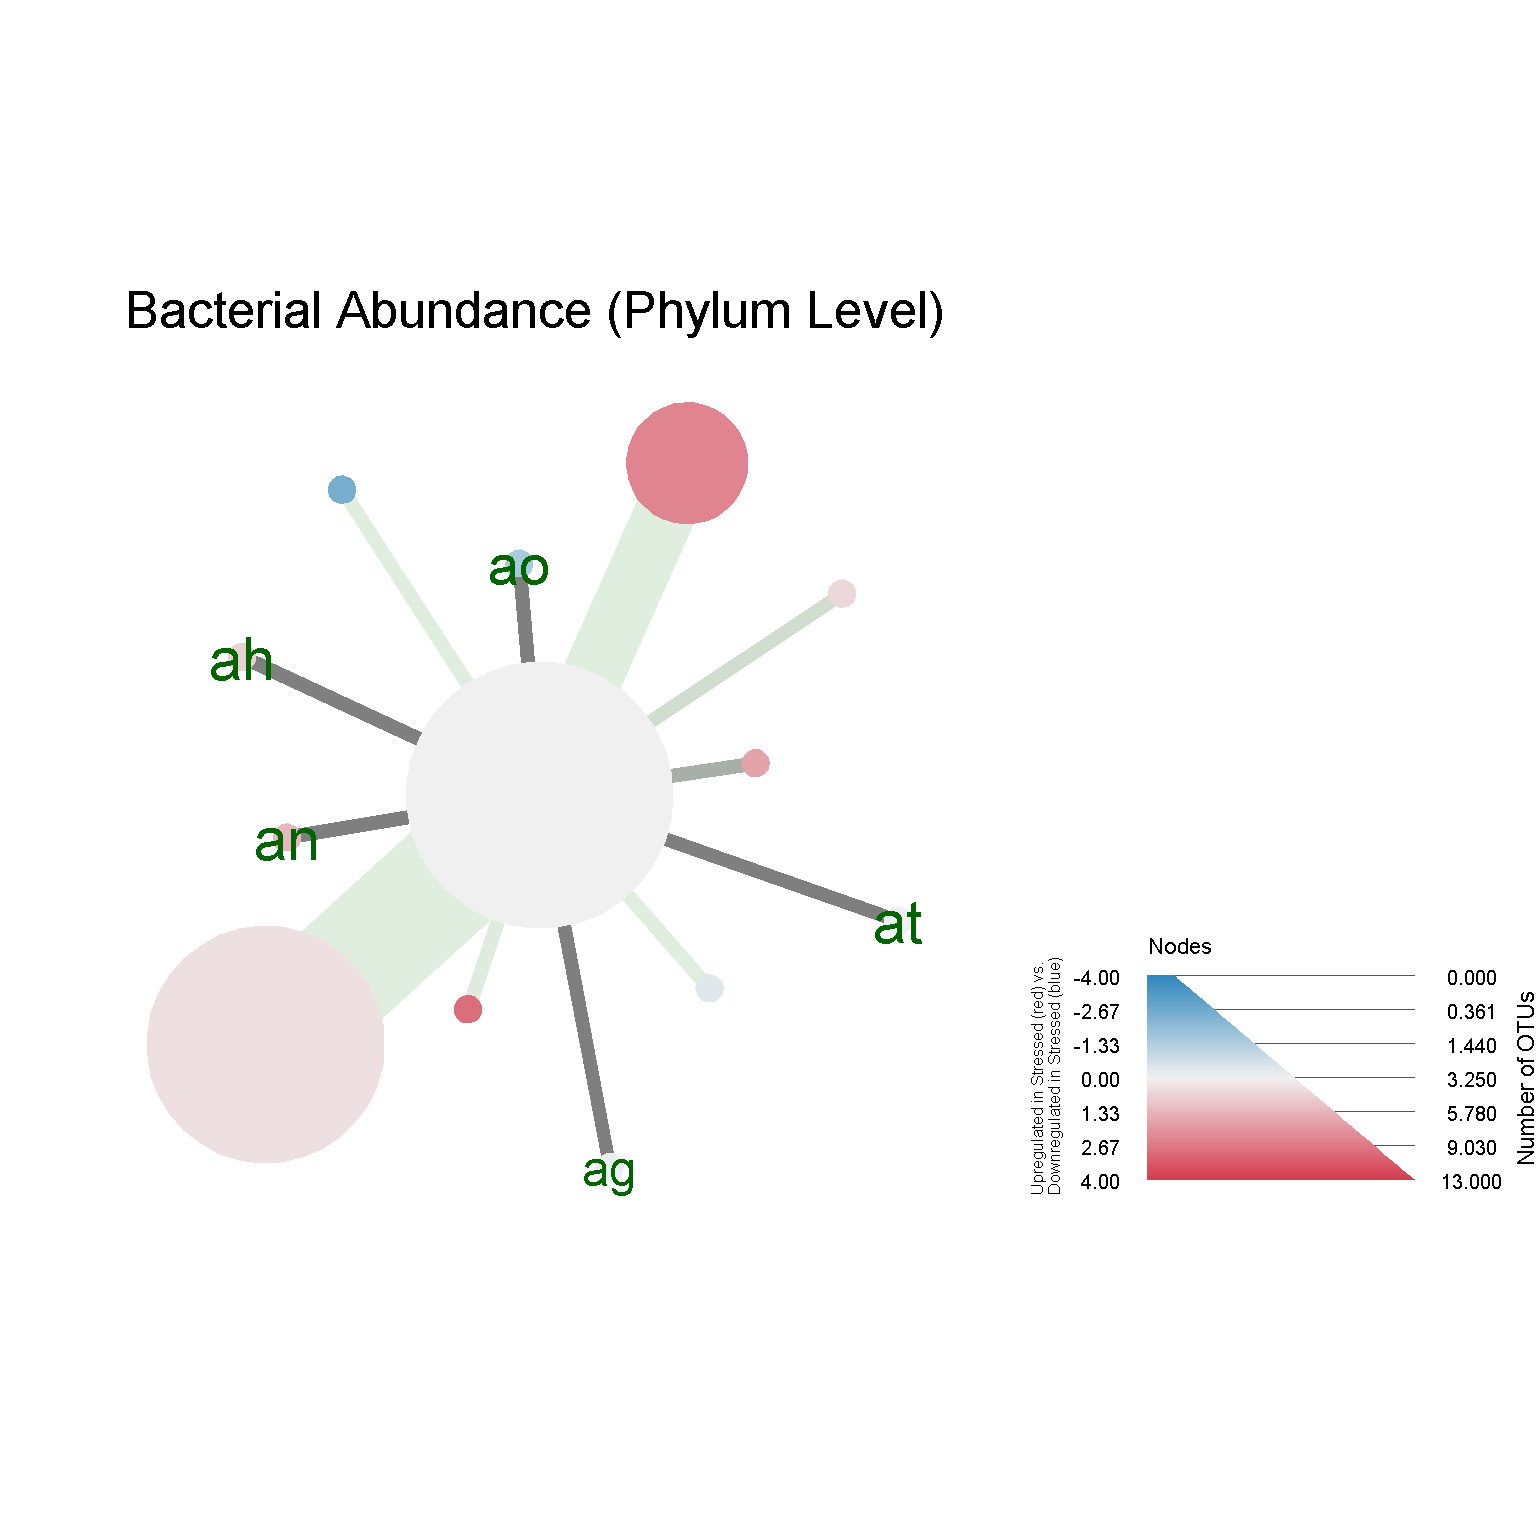 Bacterial Abundance (Phylum Level)
ao
ah
an
at
ag
Nodes
Upregulated in Stressed (red) vs.
Downregulated in Stressed (blue)
-4.00
-2.67
-1.33
0.00
1.33
2.67
4.00
0.000
0.361
1.440
3.250
5.780
9.030
13.000
Number of OTUs